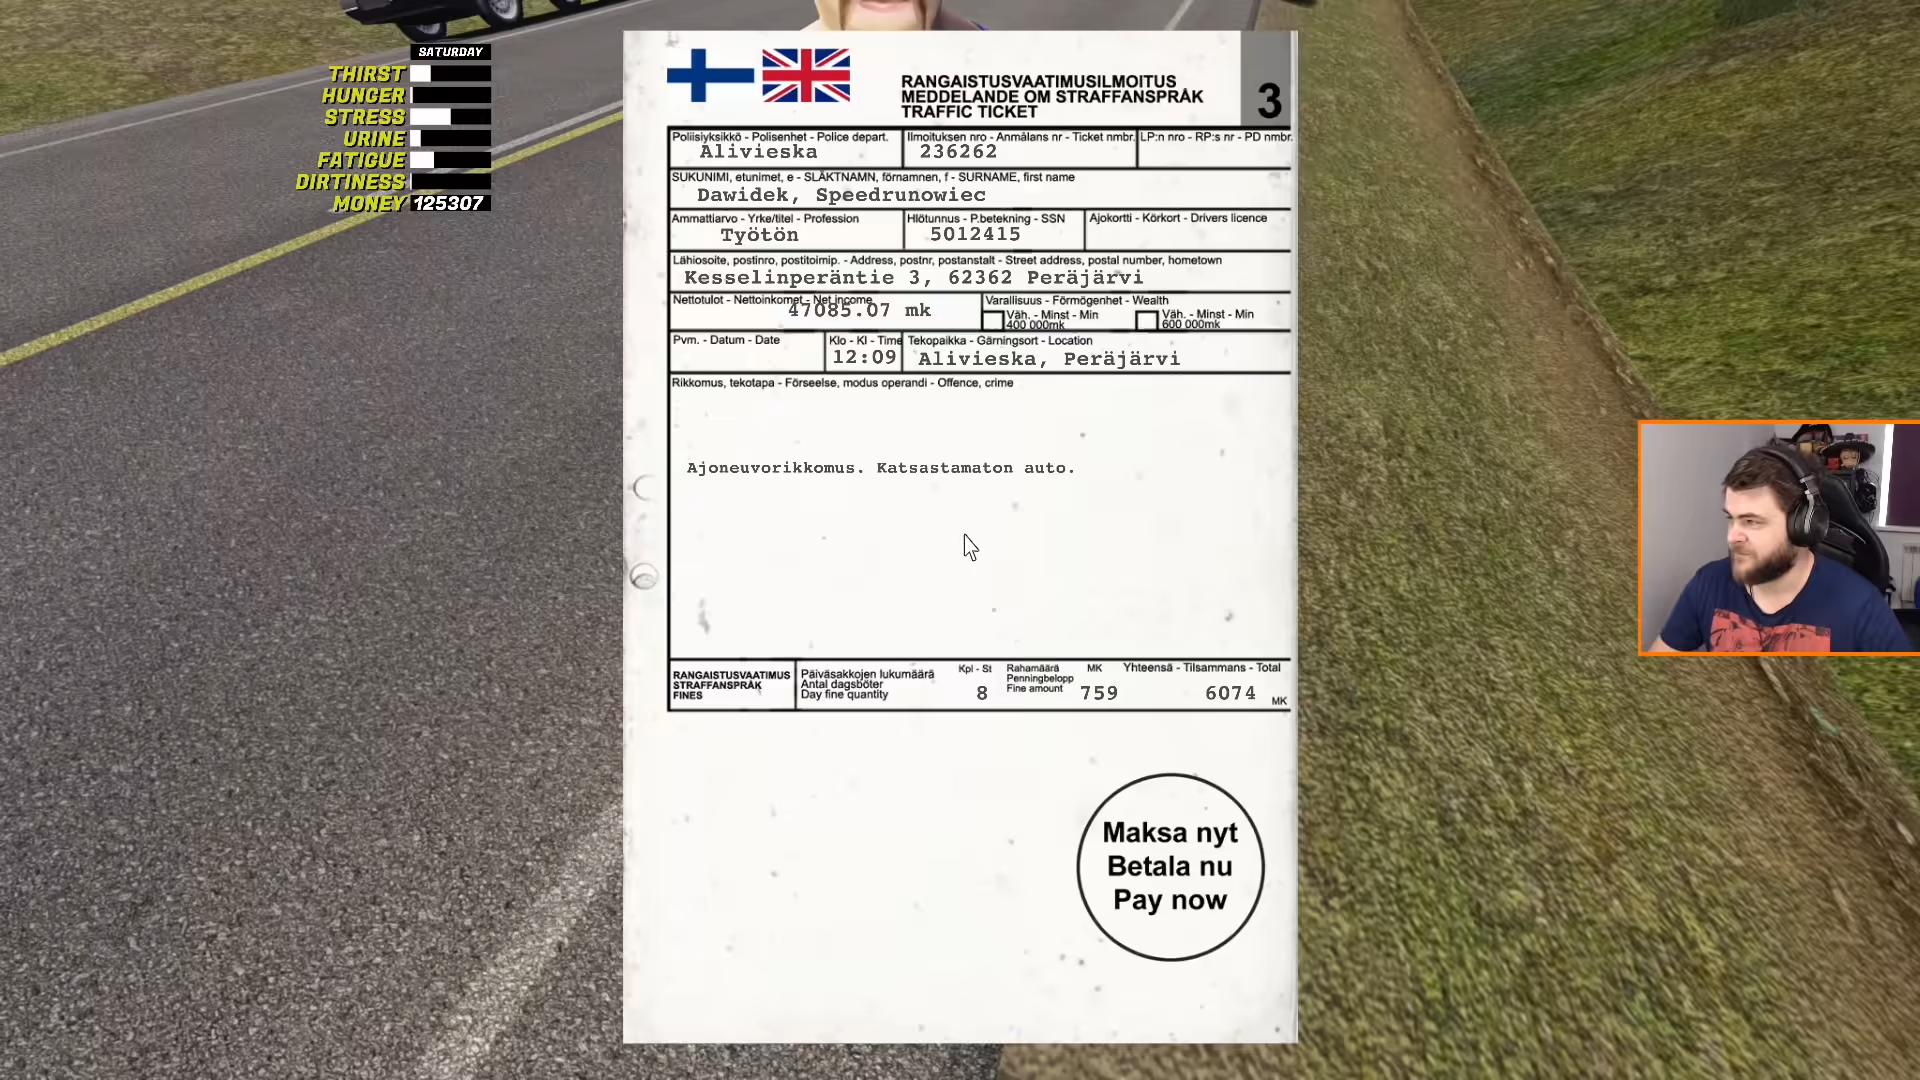 SATURDAY
THIRST
HUNGER
STRESS
URINE
FATIGUE
DIRTINESS
MONEY 125307
RANGAISTUSVAATIMUSILMOITUS
MEDDELANDE OM STRAFFANSPRÅK
TRAFFIC TICKET
3
Poliisiyksikkö - Polisenhet - Police depart.
Alivieska
Ilmoituksen nro - Anmälans nr - Ticket nmbr.
236262
LP:n nro - RP:s nr - PD nmbr.
SUKUNIMI, etunimet, e - SLÄKTNAMN, förnamnen, f - SURNAME, first name
Dawidek, Speedrunowiec
Ammattiarvo - Yrke/titel - Profession
Työtön
Hlötunnus - P.betekning - SSN
5012415
Ajokortti - Körkort - Drivers licence
Lähiosoite, postinro, postitoimip. - Address, postnr, postanstalt - Street address, postal number, hometown
Kesselinperäntie 3, 62362 Peräjärvi
Nettotulot - Nettoinkomet - Net income
47085.07 mk
Varallisuus - Förmögenhet - Wealth
Väh. - Minst - Min
400 000mk
Väh. - Minst - Min
600 000mk
Pvm. - Datum - Date
Klo - Kl - Time
12:09
Tekopaikka - Gärningsort - Location
Alivieska, Peräjärvi
Rikkomus, tekotapa - Förseelse, modus operandi - Offence, crime
Ajoneuvorikkomus. Katsastamaton auto.
RANGAISTUSVAATIMUS
STRAFFANSPRÅK
FINES
Päiväsakkojen lukumäärä
Antal dagsböter
Day fine quantity
Kpl - St
8
Rahamäärä
Penningbelopp
Fine amount
MK
759
Yhteensä - Tilsammans - Total
6074
MK
Maksa nyt
Betala nu
Pay now